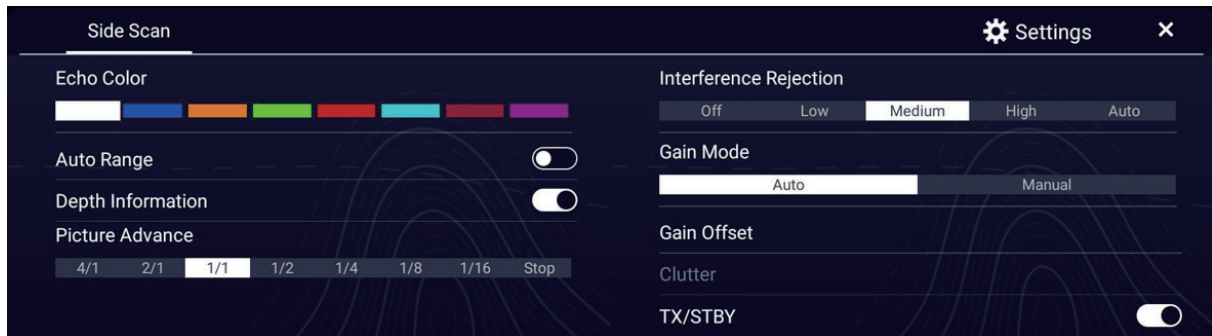 Side Scan
Settings
Echo Color
Auto Range
Depth Information
Picture Advance
4/1 2/1 1/1 1/2 1/4 1/8 1/16 Stop
Interference Rejection
Off Low Medium High Auto
Gain Mode
Auto Manual
Gain Offset
Clutter
TX/STBY